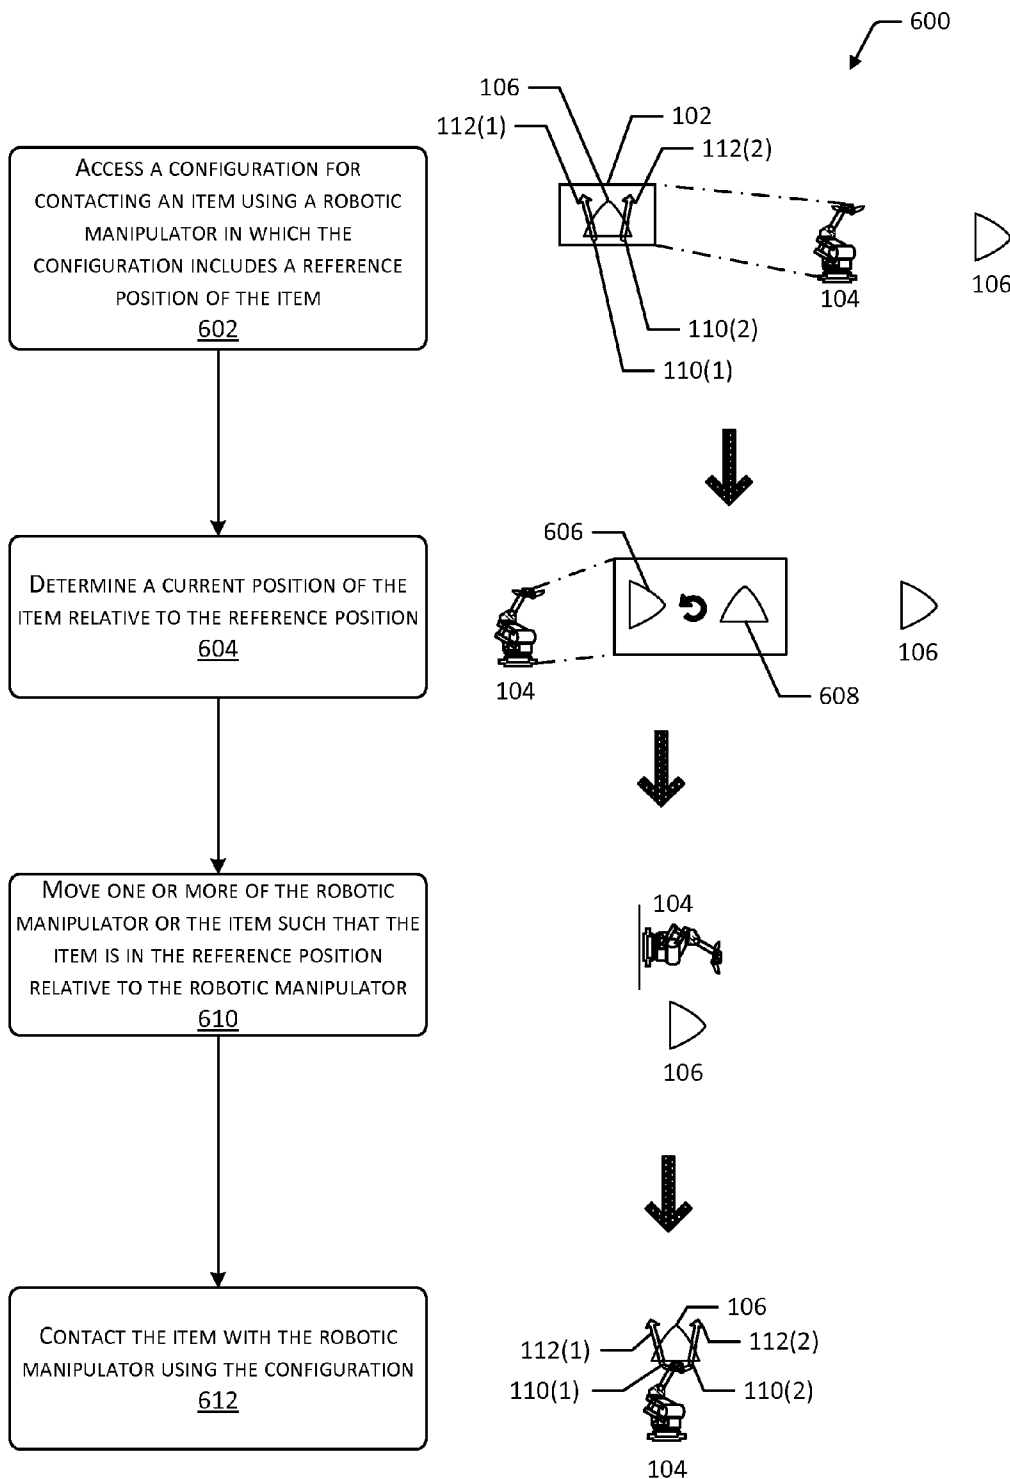 600
106
102
112(1)
112(2)
ACCESS A CONFIGURATION FOR
CONTACTING AN ITEM USING A ROBOTIC
MANIPULATOR IN WHICH THE
CONFIGURATION INCLUDES A REFERENCE
POSITION OF THE ITEM
602
104
106
110(2)
110(1)
606
DETERMINE A CURRENT POSITION OF THE
ITEM RELATIVE TO THE REFERENCE POSITION
604
104
106
608
MOVE ONE OR MORE OF THE ROBOTIC
MANIPULATOR OR THE ITEM SUCH THAT THE
ITEM IS IN THE REFERENCE POSITION
RELATIVE TO THE ROBOTIC MANIPULATOR
610
104
106
CONTACT THE ITEM WITH THE ROBOTIC
MANIPULATOR USING THE CONFIGURATION
612
106
112(1)
112(2)
110(1)
110(2)
104